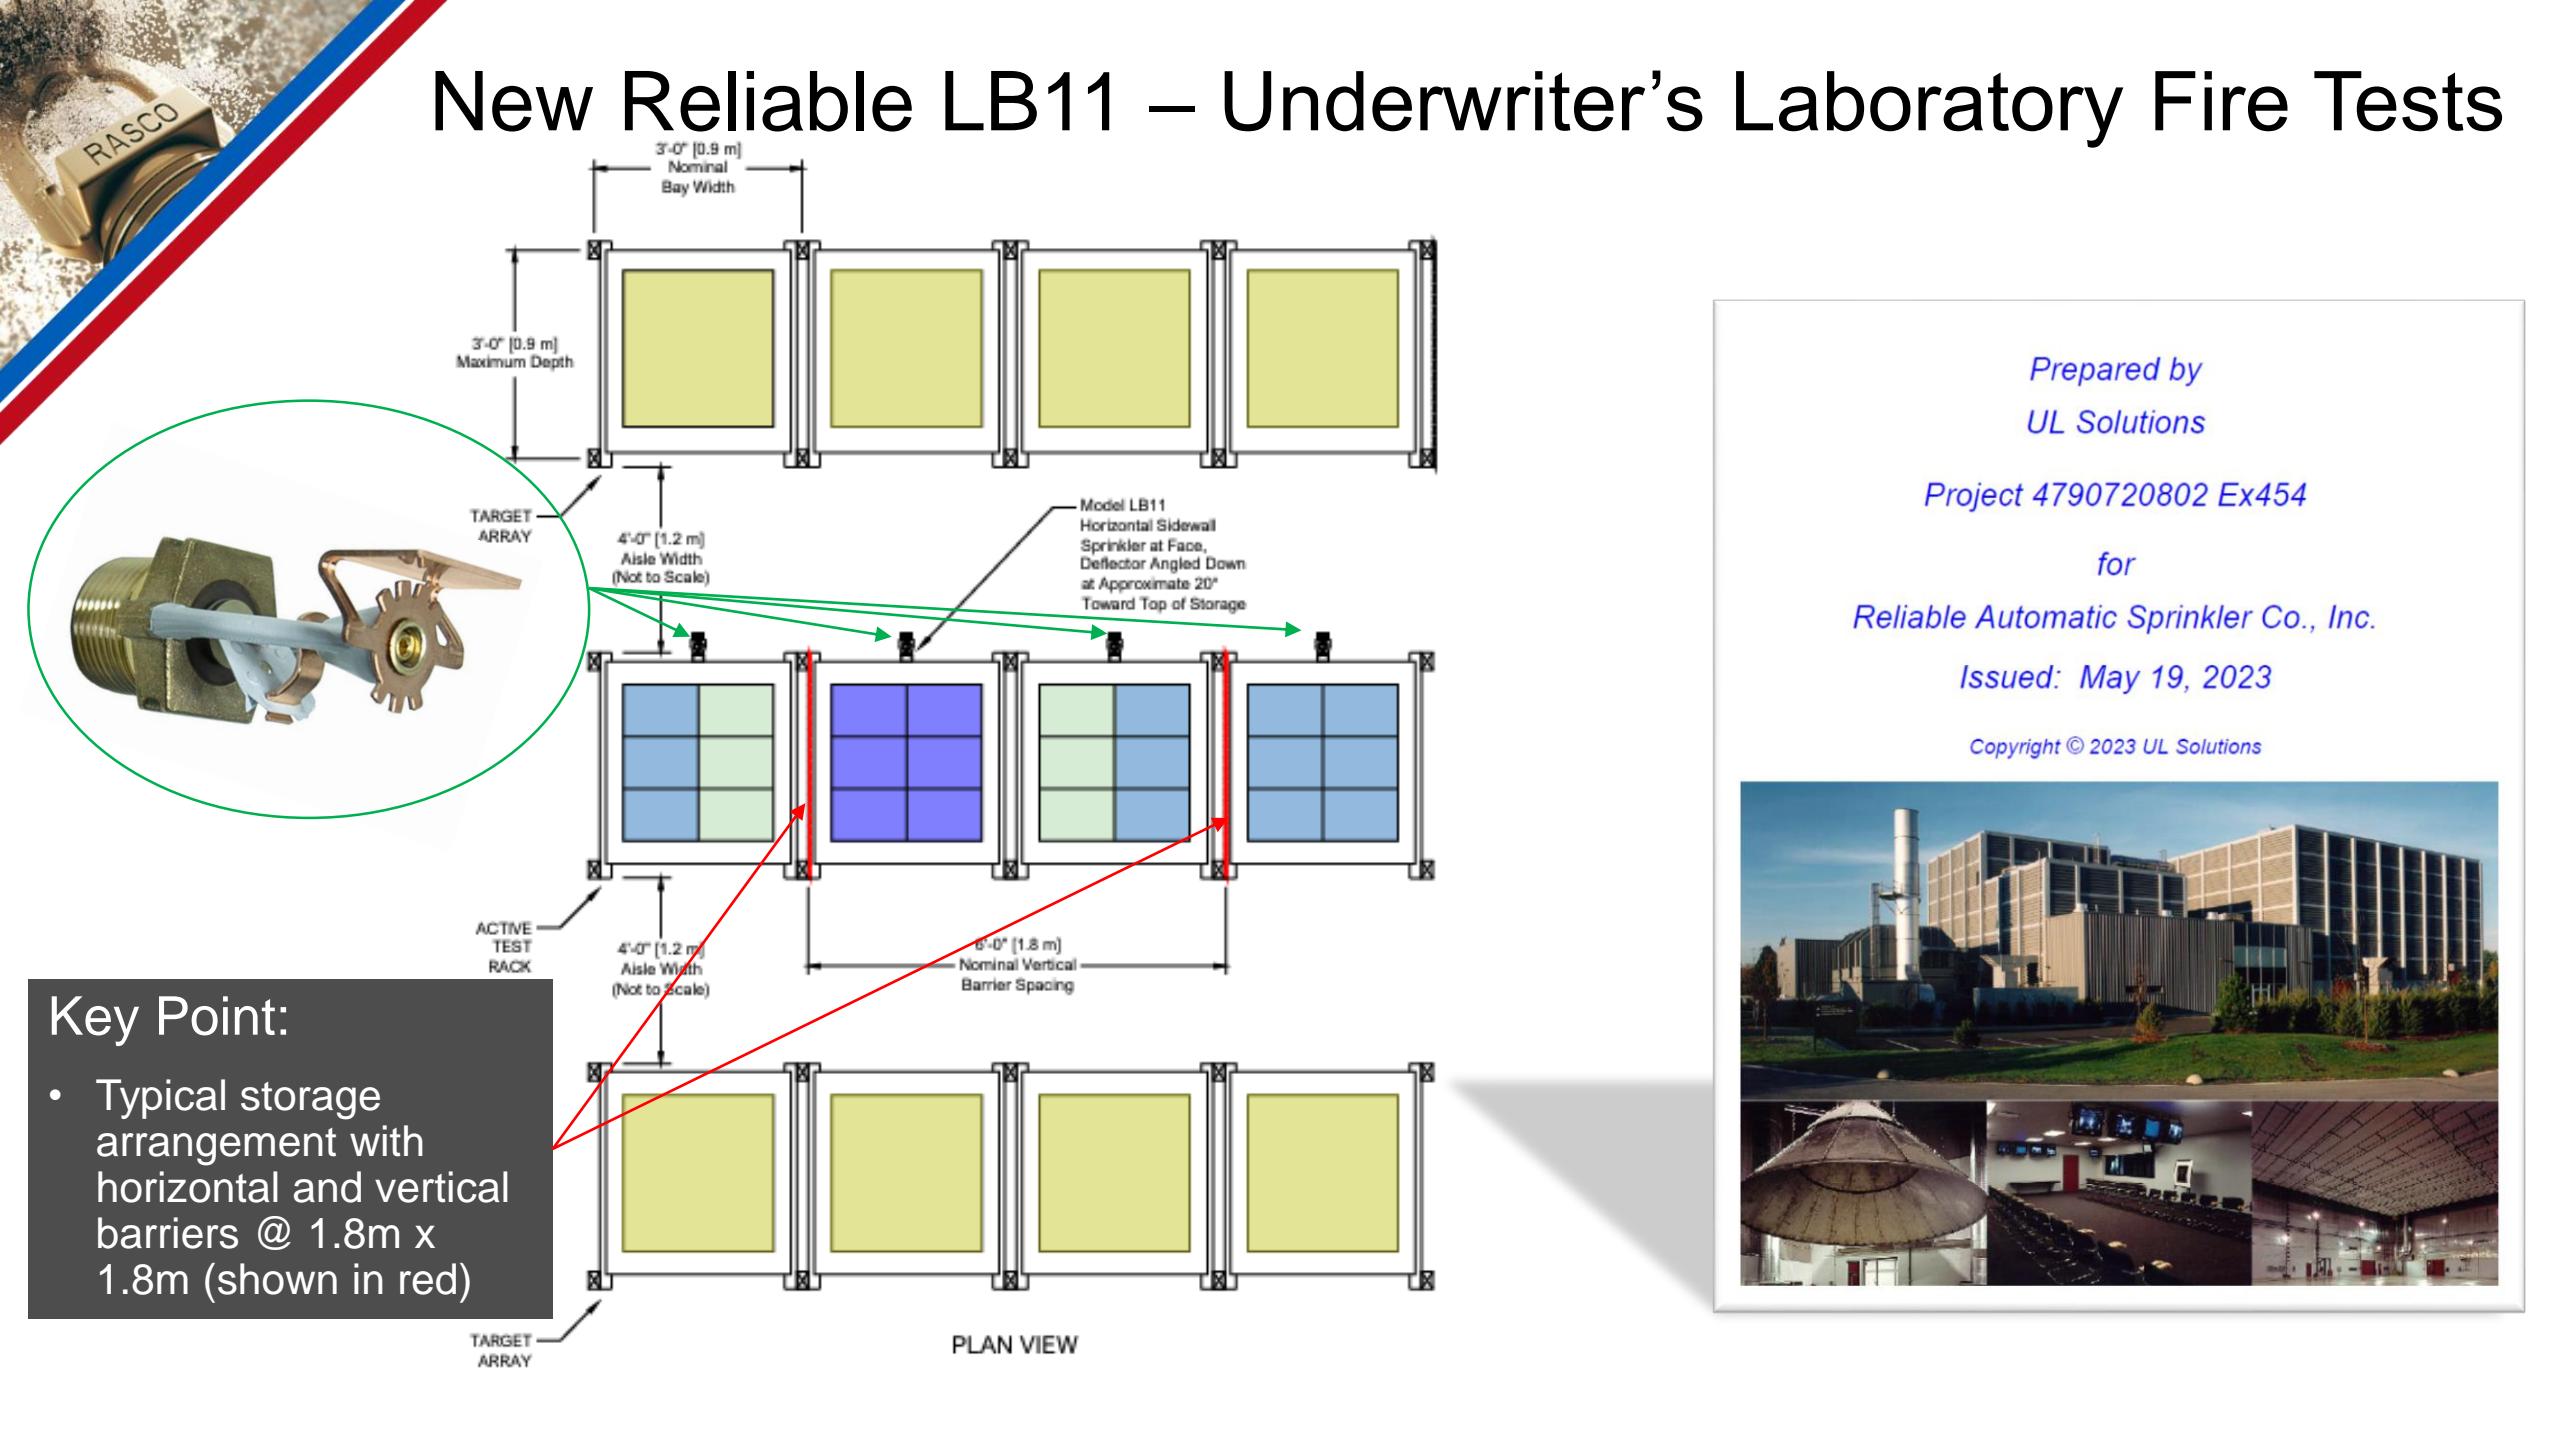 RASCO
New Reliable LB11 – Underwriter’s Laboratory Fire Tests
3'-0" [0.9 m]
Nominal
Bay Width
3'-0" [0.9 m]
Maximum Depth
TARGET
ARRAY
4'-0" [1.2 m]
Aisle Width
(Not to Scale)
Model LB11
Horizontal Sidewall
Sprinkler at Face,
Deflector Angled Down
at Approximate 20°
Toward Top of Storage
ACTIVE
TEST
RACK
4'-0" [1.2 m]
Aisle Width
(Not to Scale)
6'-0" [1.8 m]
Nominal Vertical
Barrier Spacing
Key Point:
• Typical storage
arrangement with
horizontal and vertical
barriers @ 1.8m x
1.8m (shown in red)
TARGET
ARRAY
PLAN VIEW
Prepared by
UL Solutions
Project 4790720802 Ex454
for
Reliable Automatic Sprinkler Co., Inc.
Issued: May 19, 2023
Copyright © 2023 UL Solutions